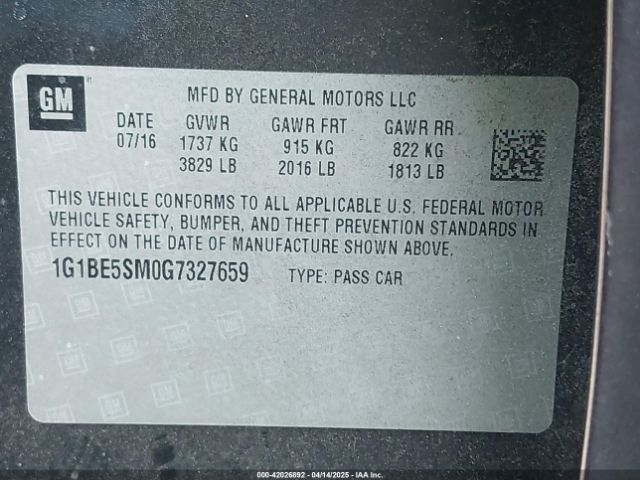 GM
MFD BY GENERAL MOTORS LLC
DATE GVWR GAWR FRT GAWR RR
07/16 1737 KG 915 KG 822 KG
3829 LB 2016 LB 1813 LB
THIS VEHICLE CONFORMS TO ALL APPLICABLE U.S. FEDERAL MOTOR
VEHICLE SAFETY, BUMPER, AND THEFT PREVENTION STANDARDS IN
EFFECT ON THE DATE OF MANUFACTURE SHOWN ABOVE.
1G1BE5SM0G7327659 TYPE: PASS CAR
000-42026892 - 04/14/2025 - IAAI.CA